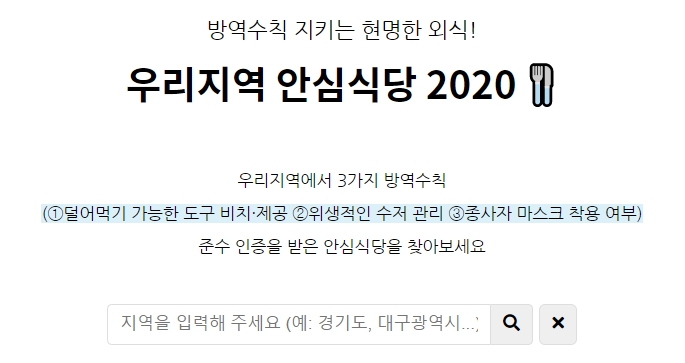 방역수칙 지키는 현명한 외식!
우리지역 안심식당 2020
우리지역에서 3가지 방역수칙
(①덜어먹기 가능한 도구 비치·제공 ②위생적인 수저 관리 ③종사자 마스크 착용 여부)
준수 인증을 받은 안심식당을 찾아보세요
지역을 입력해 주세요 (예: 경기도, 대구광역시...)